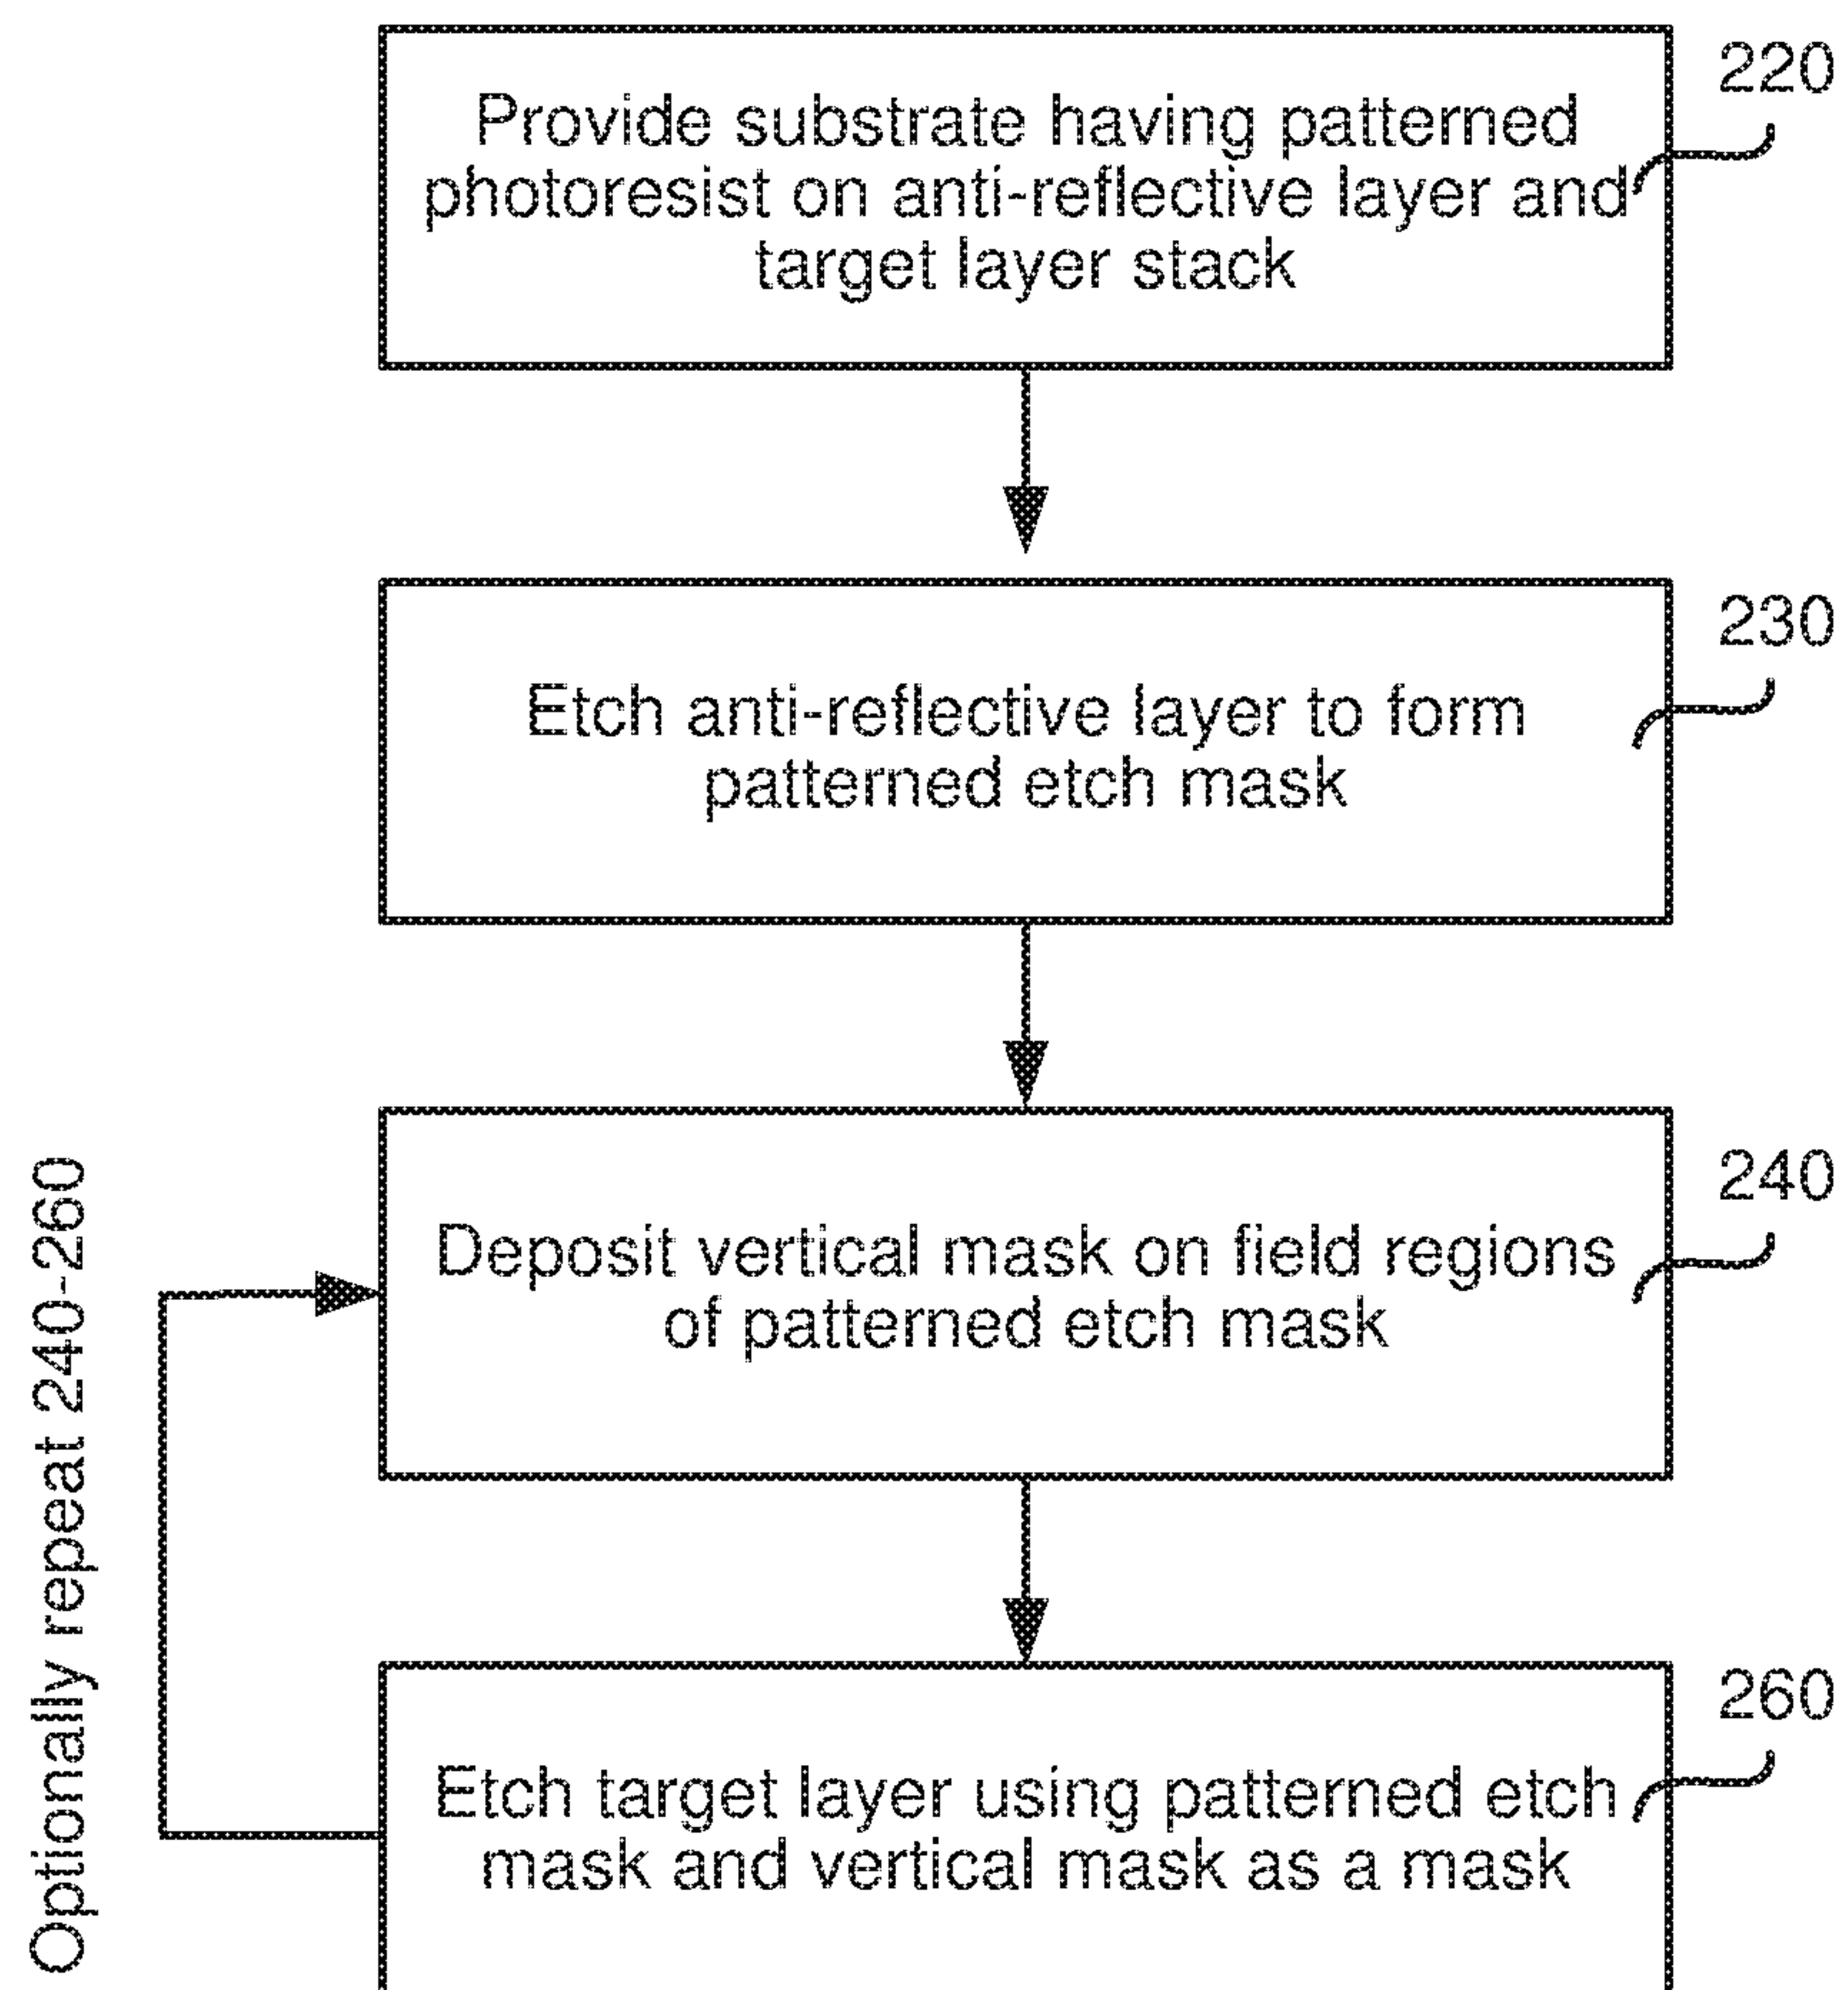 220
Provide substrate having patterned
photoresist on anti-reflective layer and
target layer stack
230
Etch anti-reflective layer to form
patterned etch mask
240
Deposit vertical mask on field regions
of patterned etch mask
Optionally repeat 240-260
260
Etch target layer using patterned etch
mask and vertical mask as a mask